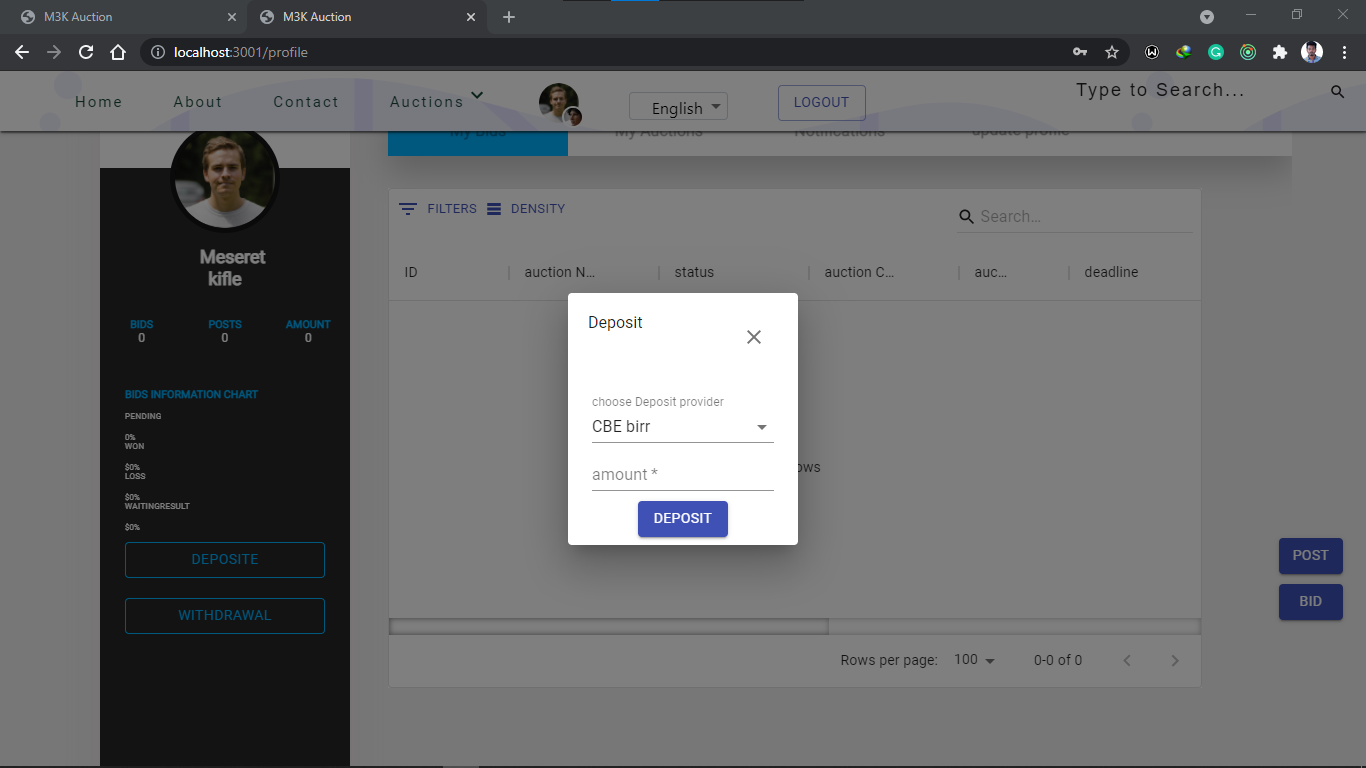 M3K Auction
M3K Auction
localhost:3001/profile
Home About Contact Auctions English LOGOUT Type to Search...
My Bids My Auctions Notifications update profile
Meseret
kifle
BIDS POSTS AMOUNT
0 0 0
BIDS INFORMATION CHART
PENDING
0%
WON
$0%
LOSS
$0%
WAITINGRESULT
$0%
DEPOSITE
WITHDRAWAL
FILTERS DENSITY Search…
ID auction N... status auction C... auc... deadline
Deposit
choose Deposit provider
CBE birr
amount *
DEPOSIT
POST
BID
Rows per page: 100 0-0 of 0